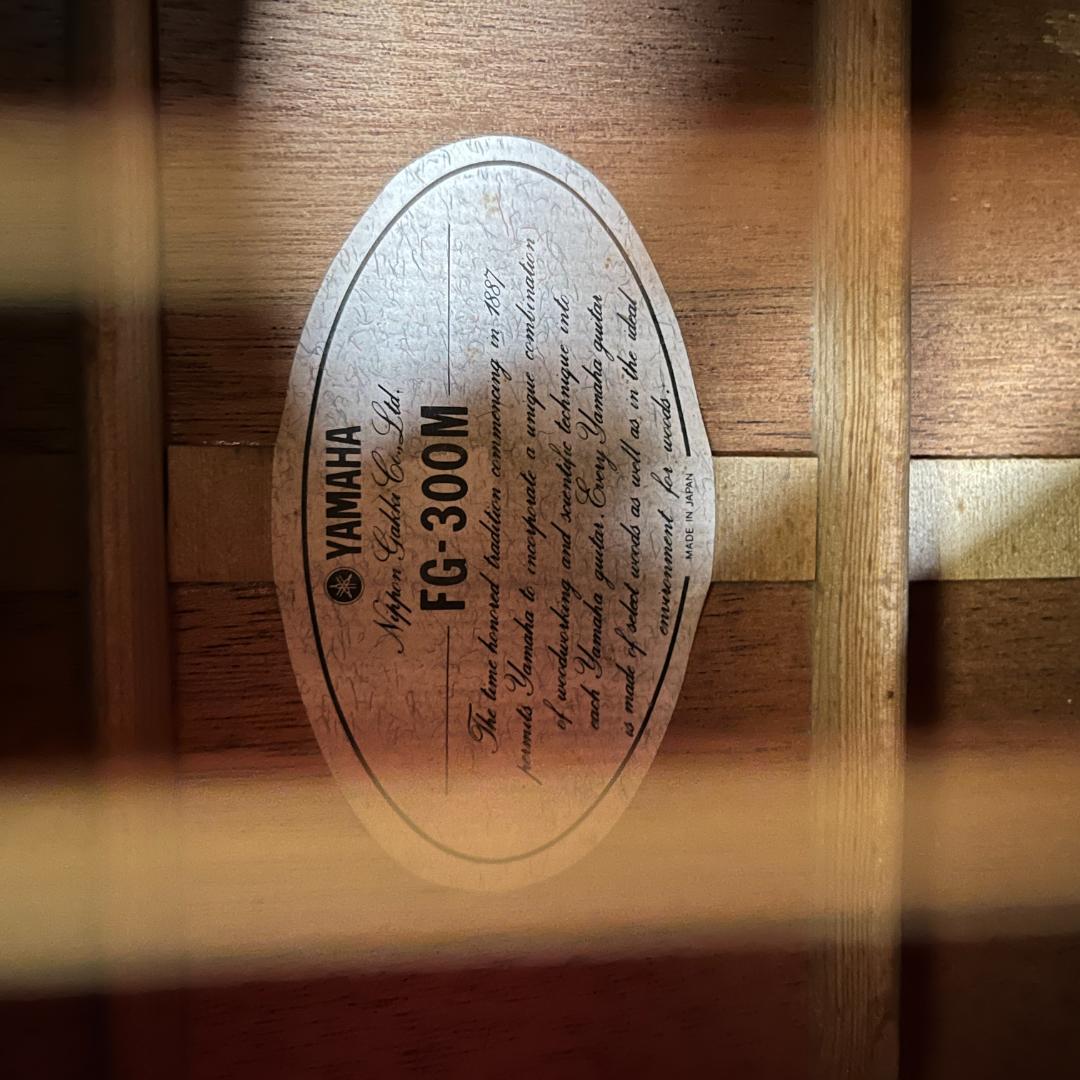 YAMAHA
Nippon Gakki Co., Ltd.
FG-300M
The time honored tradition commencing in 1887,
permits Yamaha to incorporate a unique combination
of woodworking and scientific technique into
each Yamaha guitar. Every Yamaha guitar
is made of select woods as well as in the ideal
environment for woods.
MADE IN JAPAN